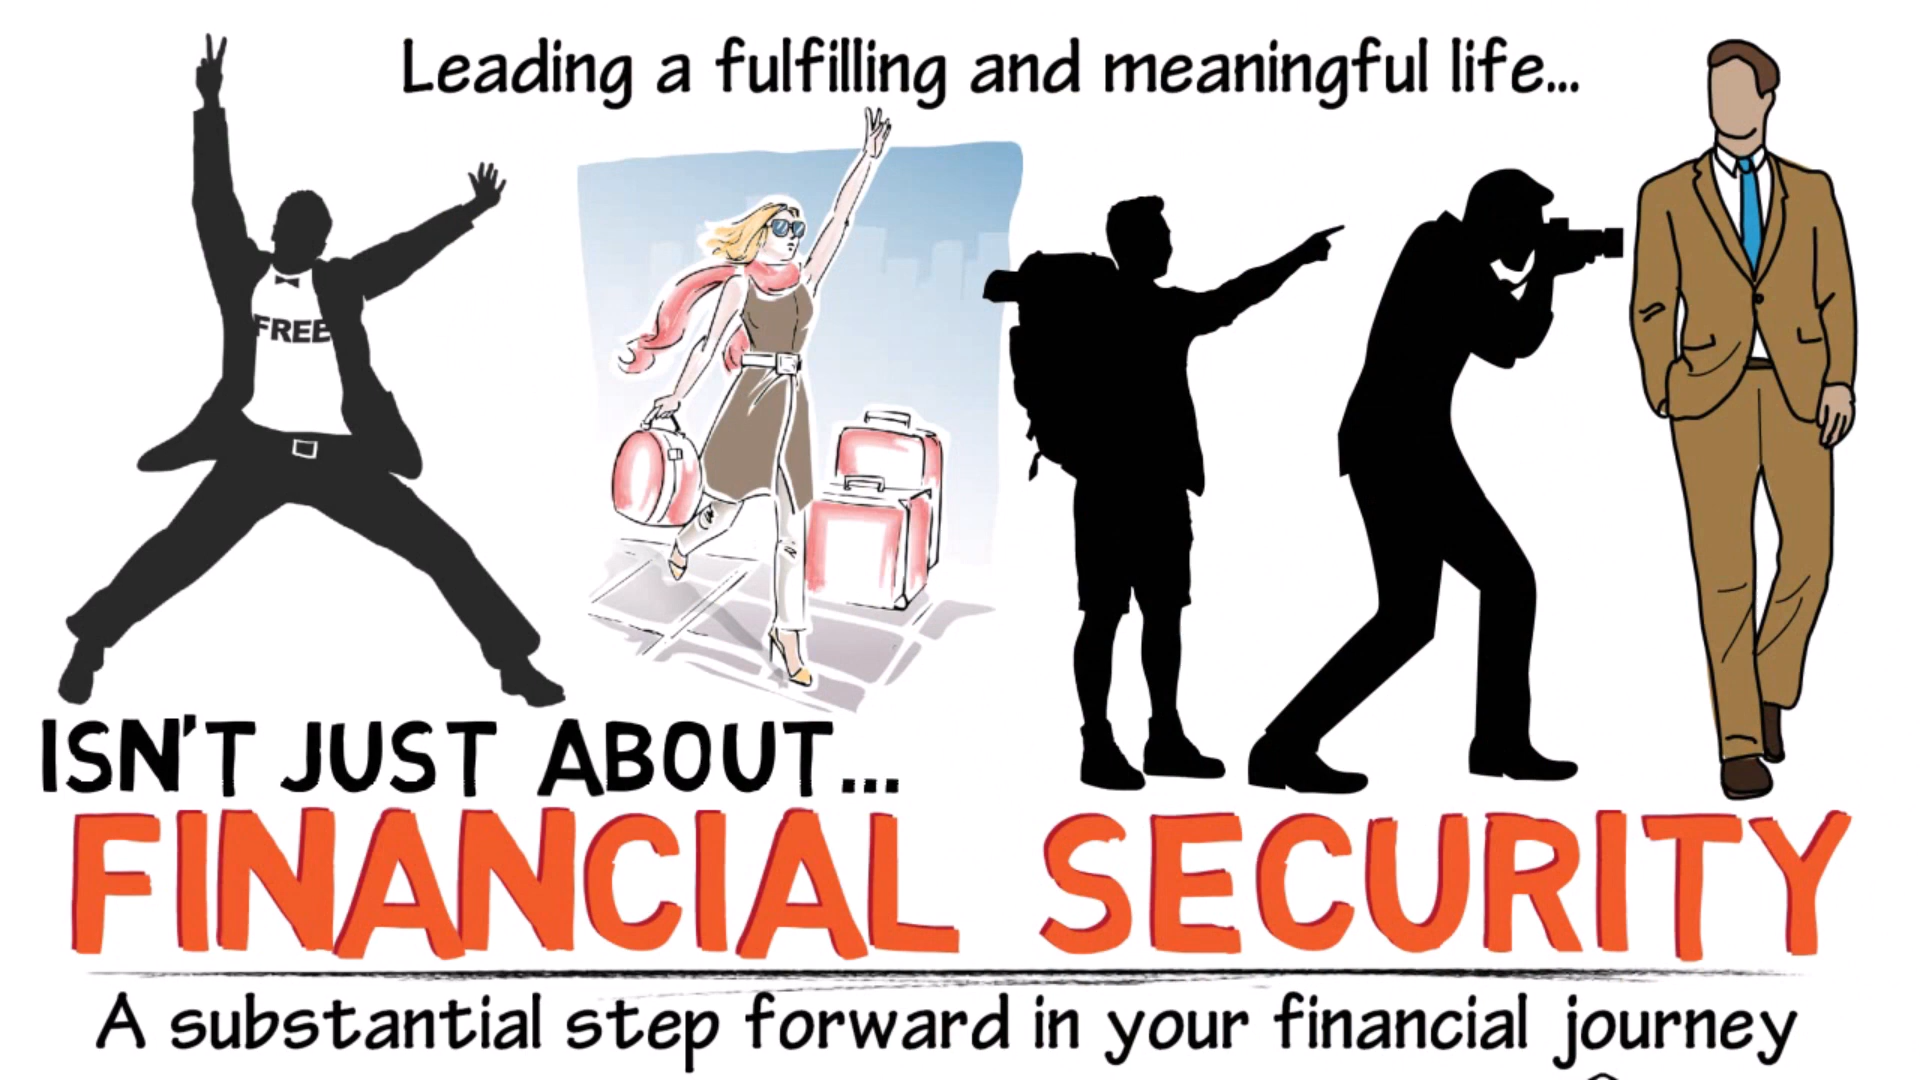 Leading a fulfilling and meaningful life...
FREE
ISN'T JUST ABOUT...
FINANCIAL SECURITY
A substantial step forward in your financial journey